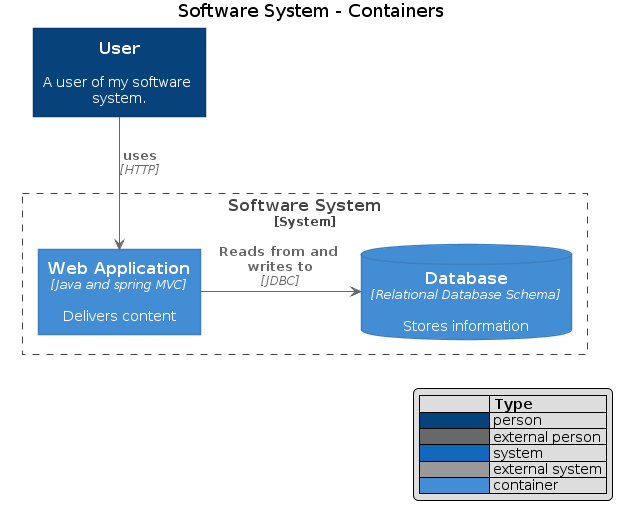 Software System - Containers
User
A user of my software
system.
uses
[HTTP]
Software System
[System]
Web Application
[Java and spring MVC]
Delivers content
Reads from and
writes to
[JDBC]
Database
[Relational Database Schema]
Stores information
Type
person
external person
system
external system
container